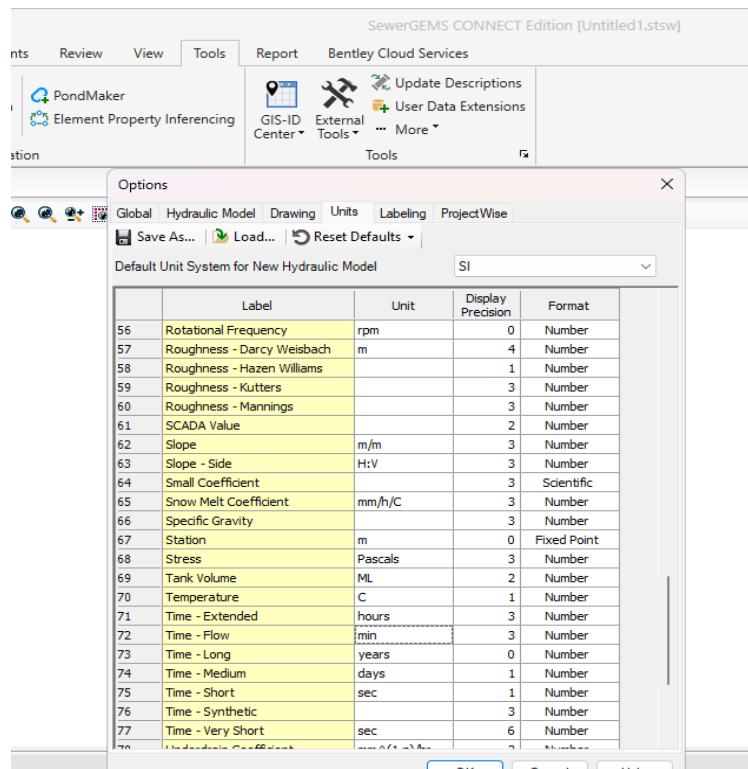 SewerGEMS CONNECT Edition [Untitled1.stsw]
nts Review View Tools Report Bentley Cloud Services
PondMaker
Element Property Inferencing
GIS-ID Center
External Tools
Update Descriptions
User Data Extensions
More
ation Tools
Options
Global Hydraulic Model Drawing Units Labeling ProjectWise
Save As... Load... Reset Defaults
Default Unit System for New Hydraulic Model SI
Label Unit Display Precision Format
56 Rotational Frequency rpm 0 Number
57 Roughness - Darcy Weisbach m 4 Number
58 Roughness - Hazen Williams 1 Number
59 Roughness - Kutters 3 Number
60 Roughness - Mannings 3 Number
61 SCADA Value 2 Number
62 Slope m/m 3 Number
63 Slope - Side H:V 3 Number
64 Small Coefficient 3 Scientific
65 Snow Melt Coefficient mm/h/C 3 Number
66 Specific Gravity 3 Number
67 Station m 0 Fixed Point
68 Stress Pascals 3 Number
69 Tank Volume ML 2 Number
70 Temperature C 1 Number
71 Time - Extended hours 3 Number
72 Time - Flow min 3 Number
73 Time - Long years 0 Number
74 Time - Medium days 1 Number
75 Time - Short sec 1 Number
76 Time - Synthetic 3 Number
77 Time - Very Short sec 6 Number